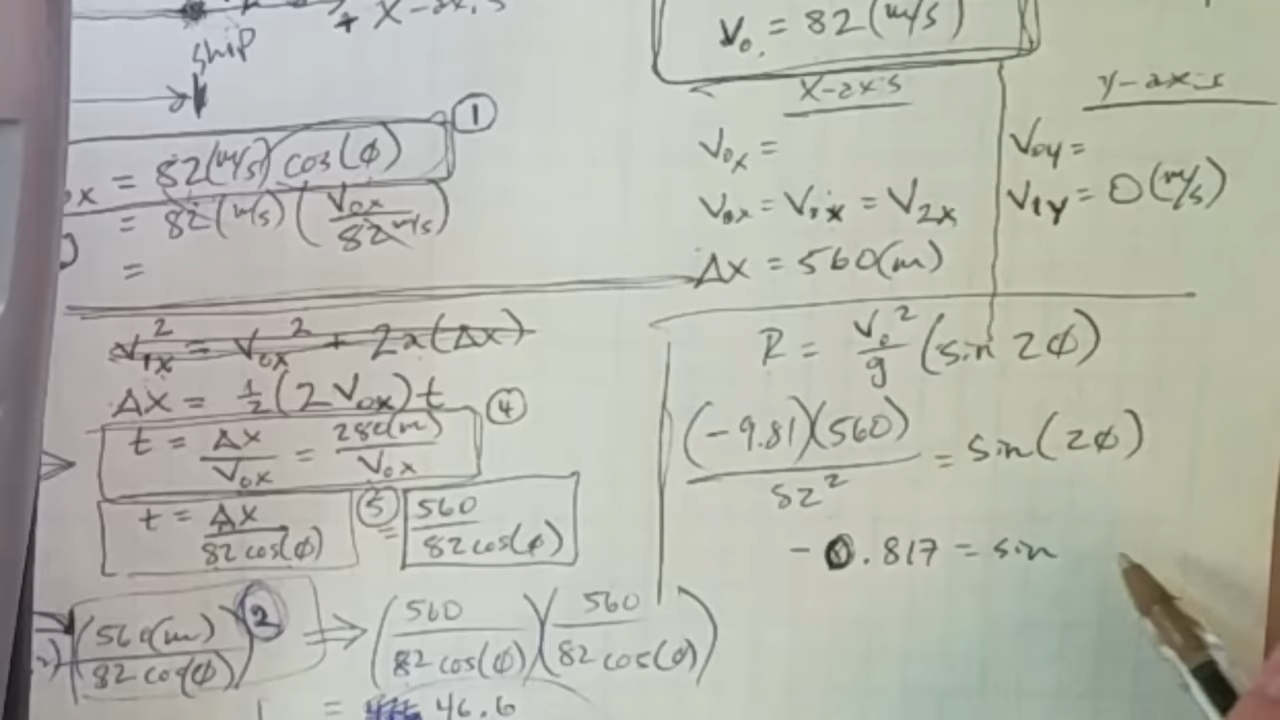 + X-axis
ship
V₀ = 82 (m/s)
X-axis
y-axis
①
0x = 82(m/s) cos(φ)
= 82(m/s) (V0x / 82 m/s)
=
V0x =
V0x = V1x = V2x
Δx = 560(m)
V0y =
V1y = 0 (m/s)
V1x² = V0x² + 2a(Δx)
Δx = ½(2V0x)t
④
t = Δx / V0x = 280(m) / V0x
⑤
t = Δx / 82cos(φ) = 560 / 82cos(φ)
(560(m) / 82cos(φ))² ⇒ (560 / 82cos(φ))(560 / 82cos(φ))
= 46.6
R = V₀² / g (sin 2φ)
(-9.81)(560) / 82² = sin(2φ)
-0.817 = sin